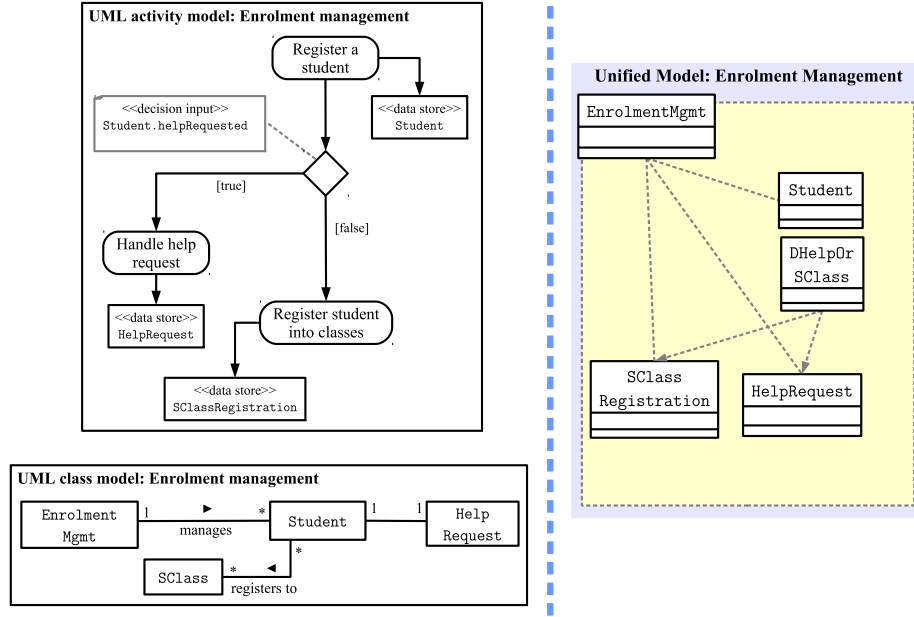 UML activity model: Enrolment management
Register a
student
<<decision input>>
Student.helpRequested
<<data store>>
Student
[true]
[false]
Handle help
request
<<data store>>
HelpRequest
Register student
into classes
<<data store>>
SClassRegistration
UML class model: Enrolment management
Enrolment
Mgmt
1
manages
*
Student
1
1
Help
Request
*
SClass
*
registers to
Unified Model: Enrolment Management
EnrolmentMgmt
Student
DHelpOr
SClass
SClass
Registration
HelpRequest